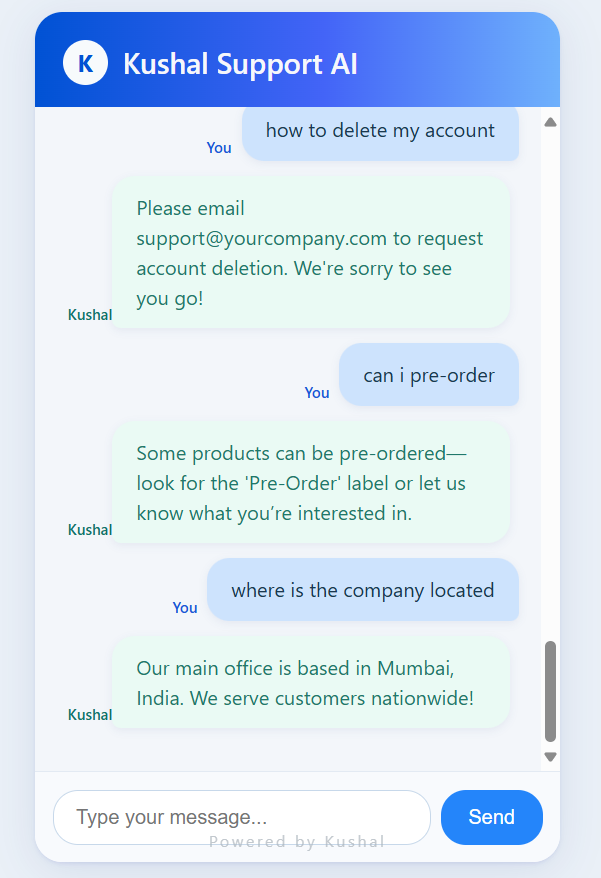 K Kushal Support AI
how to delete my account
You
Please email
support@yourcompany.com to request
account deletion. We're sorry to see
you go!
Kushal
can i pre-order
You
Some products can be pre-ordered—
look for the 'Pre-Order' label or let us
know what you’re interested in.
Kushal
where is the company located
You
Our main office is based in Mumbai,
India. We serve customers nationwide!
Kushal
Type your message... Send
Powered by Kushal